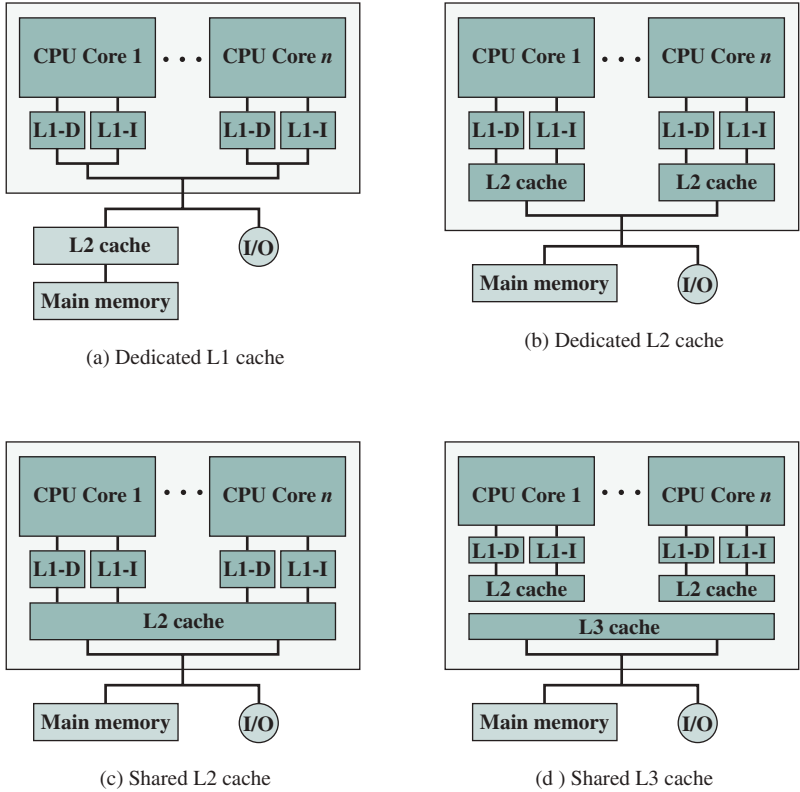 CPU Core 1 • • • CPU Core n
L1-D L1-I L1-D L1-I
L2 cache I/O
Main memory
(a) Dedicated L1 cache
CPU Core 1 • • • CPU Core n
L1-D L1-I L1-D L1-I
L2 cache L2 cache
Main memory I/O
(b) Dedicated L2 cache
CPU Core 1 • • • CPU Core n
L1-D L1-I L1-D L1-I
L2 cache
Main memory I/O
(c) Shared L2 cache
CPU Core 1 • • • CPU Core n
L1-D L1-I L1-D L1-I
L2 cache L2 cache
L3 cache
Main memory I/O
(d ) Shared L3 cache